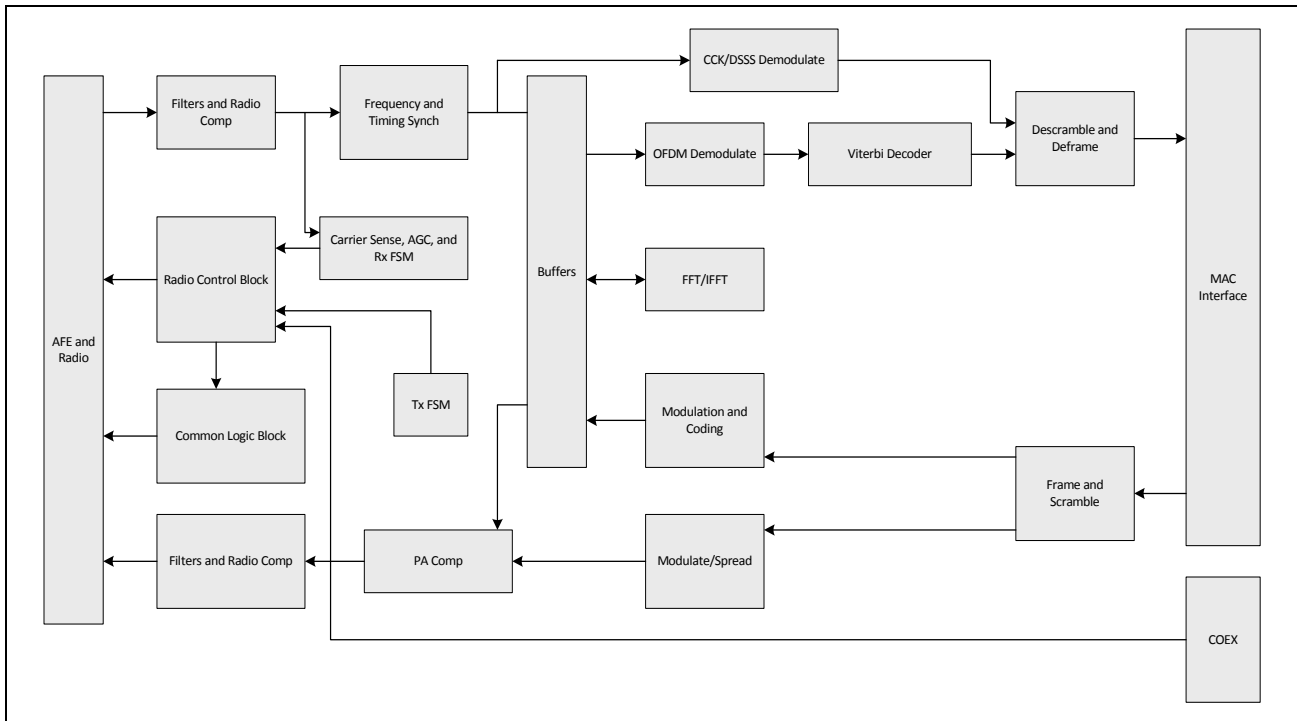 CCK/DSSS Demodulate
Filters and Radio
Comp
Frequency and
Timing Synch
Descramble and
Deframe
OFDM Demodulate
Viterbi Decoder
Carrier Sense, AGC, and
Rx FSM
Radio Control Block
Buffers
FFT/IFFT
MAC
Interface
AFE and
Radio
Tx FSM
Modulation and
Coding
Common Logic Block
Frame and
Scramble
Filters and Radio Comp
PA Comp
Modulate/Spread
COEX